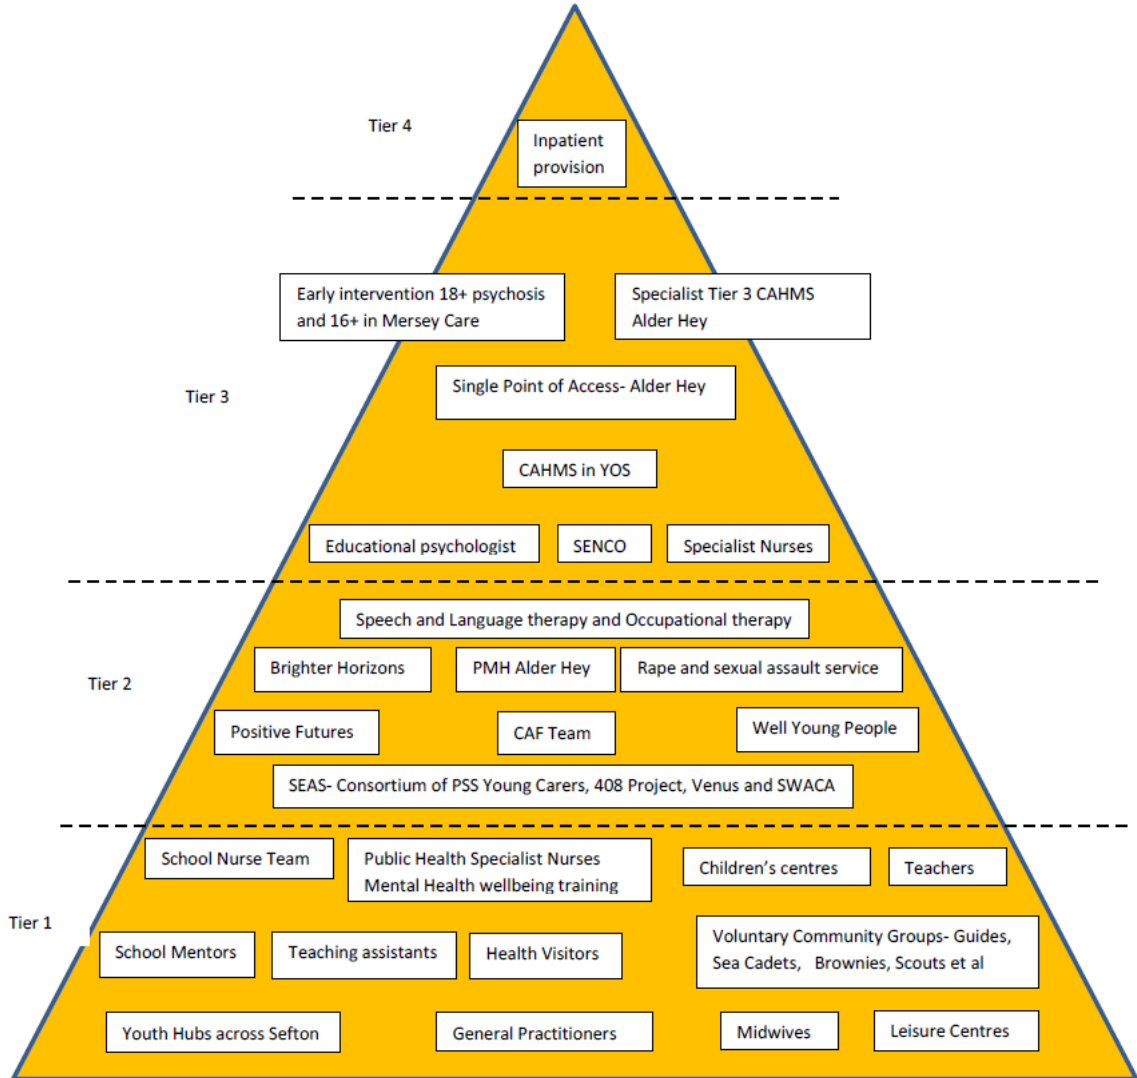 Tier 4
Inpatient
provision
Early intervention 18+ psychosis
and 16+ in Mersey Care
Specialist Tier 3 CAHMS
Alder Hey
Tier 3
Single Point of Access- Alder Hey
CAHMS in YOS
Educational psychologist
SENCO
Specialist Nurses
Speech and Language therapy and Occupational therapy
Tier 2
Brighter Horizons
PMH Alder Hey
Rape and sexual assault service
Positive Futures
CAF Team
Well Young People
SEAS- Consortium of PSS Young Carers, 408 Project, Venus and SWACA
School Nurse Team
Public Health Specialist Nurses
Mental Health wellbeing training
Children's centres
Teachers
Tier 1
School Mentors
Teaching assistants
Health Visitors
Voluntary Community Groups- Guides,
Sea Cadets, Brownies, Scouts et al
Youth Hubs across Sefton
General Practitioners
Midwives
Leisure Centres